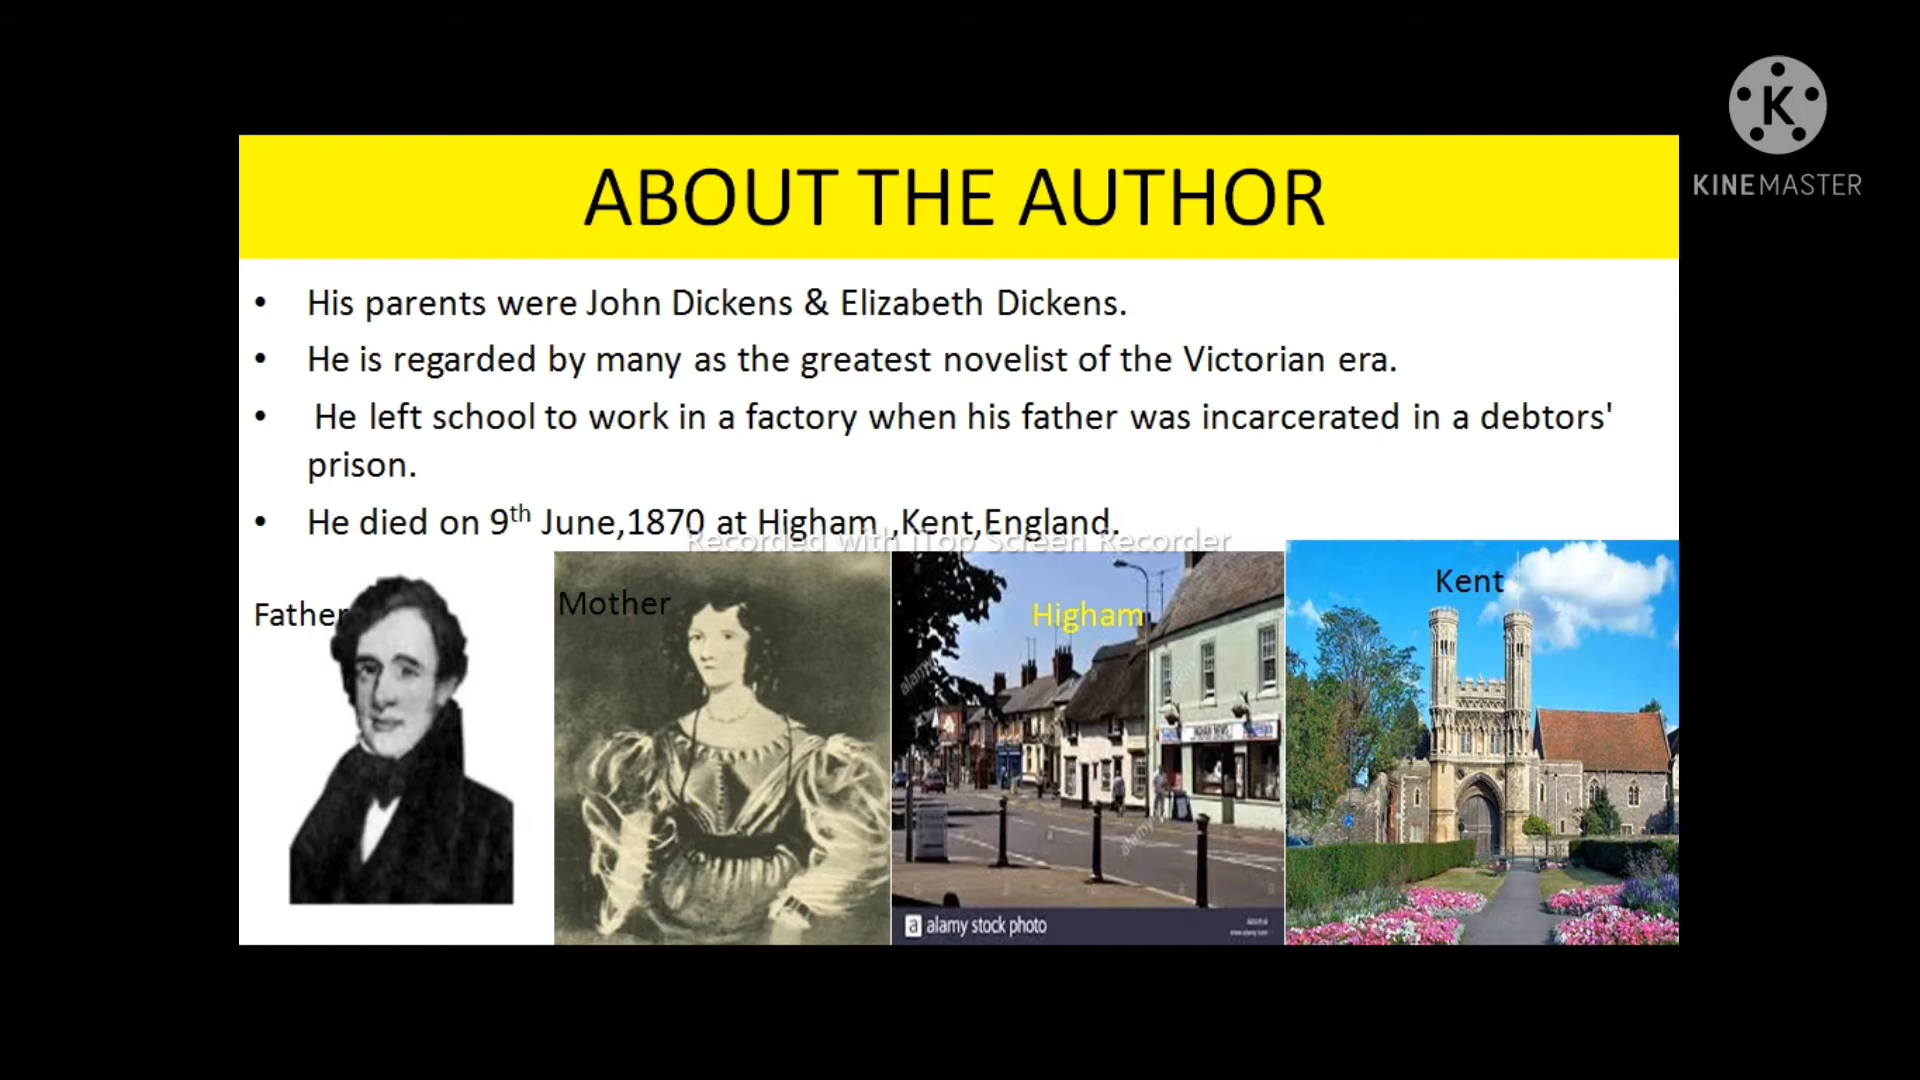 K
KINEMASTER
ABOUT THE AUTHOR
• His parents were John Dickens & Elizabeth Dickens.
• He is regarded by many as the greatest novelist of the Victorian era.
• He left school to work in a factory when his father was incarcerated in a debtors'
prison.
• He died on 9th June,1870 at Higham ,Kent,England.
Recorded with iTop Screen Recorder
Father
Mother
Higham
Kent
alamy
alamy
a alamy stock photo